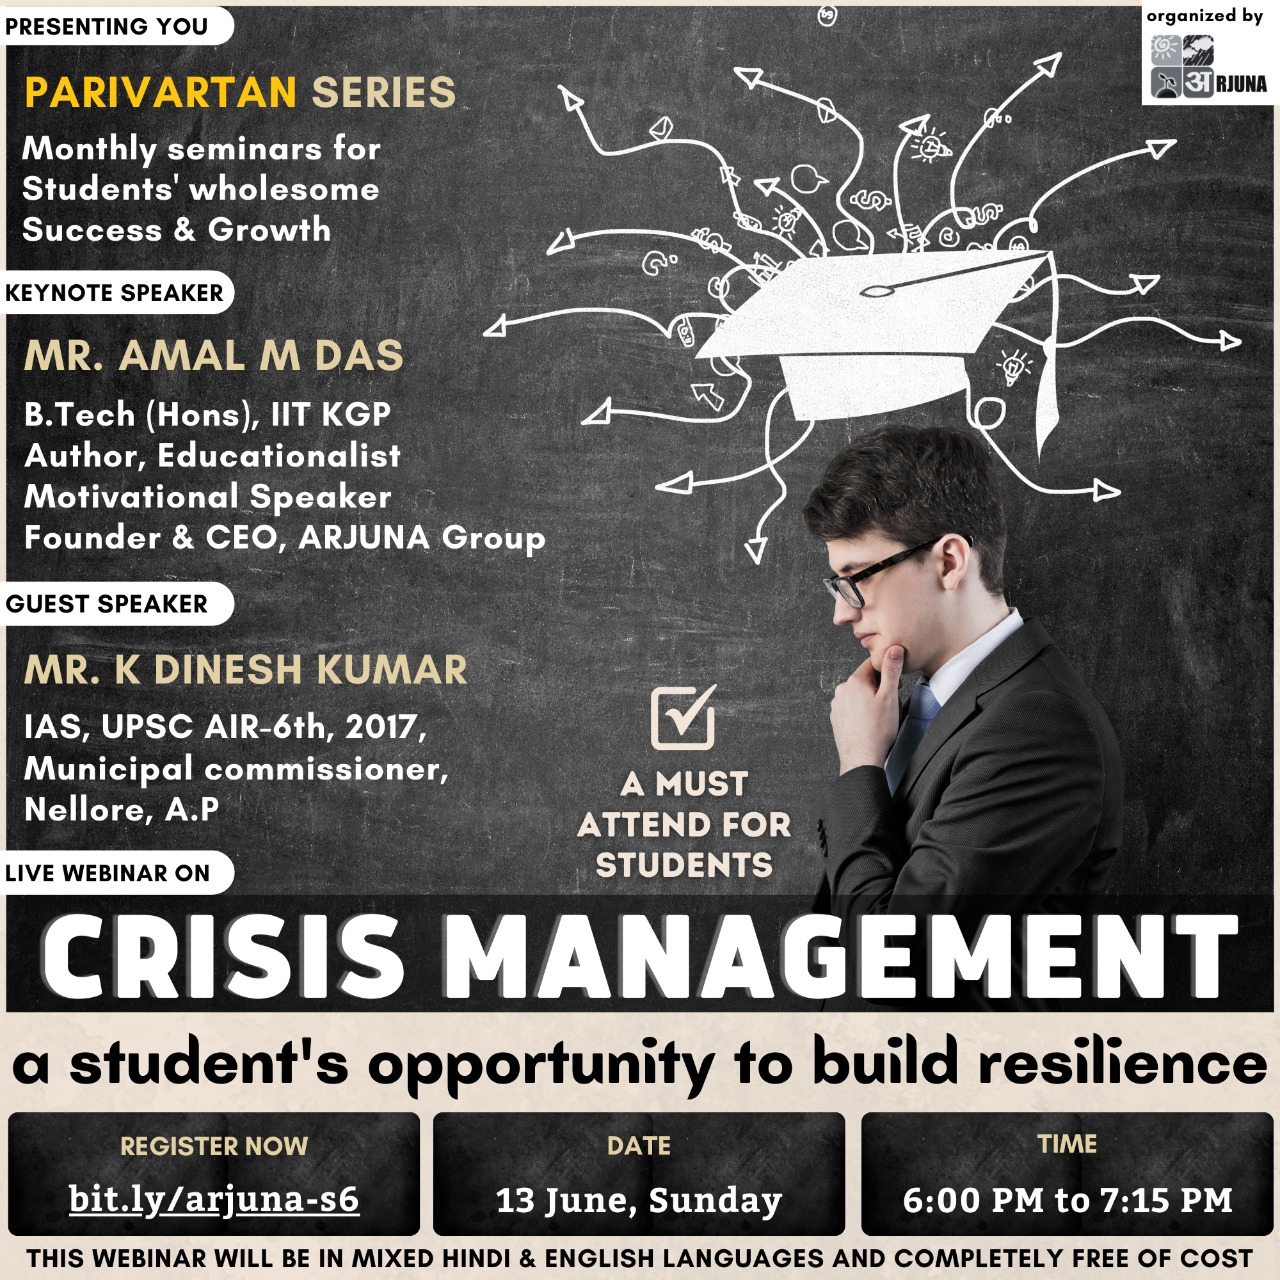 PRESENTING YOU
organized by
अRJUNA
PARIVARTAN SERIES
Monthly seminars for
Students' wholesome
Success & Growth
KEYNOTE SPEAKER
MR. AMAL M DAS
B.Tech (Hons), IIT KGP
Author, Educationalist
Motivational Speaker
Founder & CEO, ARJUNA Group
GUEST SPEAKER
MR. K DINESH KUMAR
IAS, UPSC AIR-6th, 2017,
Municipal commissioner,
Nellore, A.P
A MUST
ATTEND FOR
STUDENTS
LIVE WEBINAR ON
CRISIS MANAGEMENT
a student's opportunity to build resilience
REGISTER NOW
bit.ly/arjuna-s6
DATE
13 June, Sunday
TIME
6:00 PM to 7:15 PM
THIS WEBINAR WILL BE IN MIXED HINDI & ENGLISH LANGUAGES AND COMPLETELY FREE OF COST